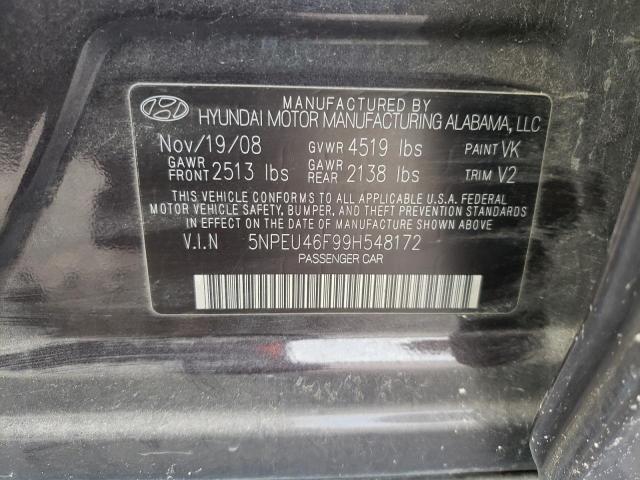 MANUFACTURED BY
HYUNDAI MOTOR MANUFACTURING ALABAMA, LLC
Nov/19/08 GVWR 4519 lbs PAINT VK
GAWR FRONT 2513 lbs GAWR REAR 2138 lbs TRIM V2
THIS VEHICLE CONFORMS TO ALL APPLICABLE U.S.A. FEDERAL
MOTOR VEHICLE SAFETY, BUMPER, AND THEFT PREVENTION STANDARDS
IN EFFECT ON THE DATE OF MANUFACTURE SHOWN ABOVE.
V.I.N 5NPEU46F99H548172
PASSENGER CAR